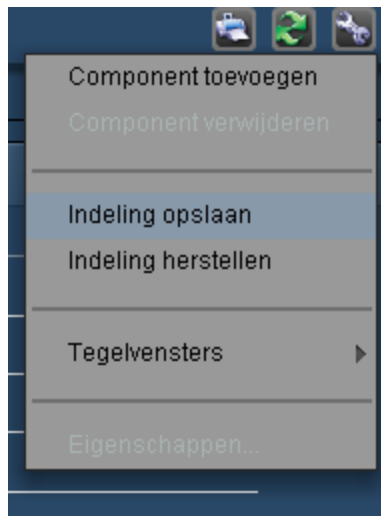 Component toevoegen
Component verwijderen
Indeling opslaan
Indeling herstellen
Tegelvensters
Eigenschappen...